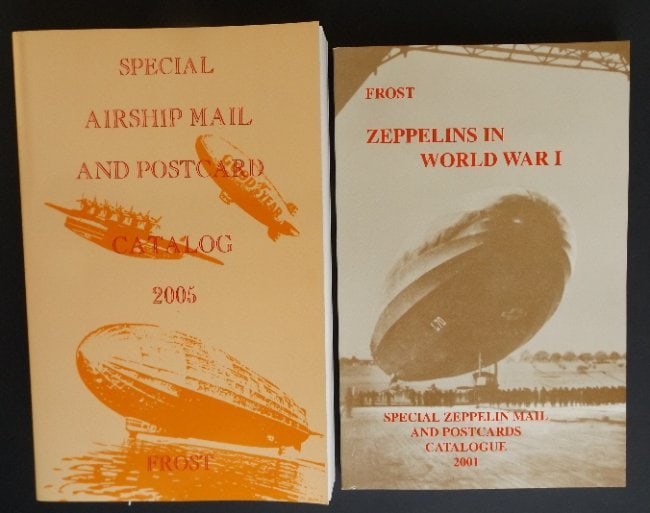 SPECIAL
AIRSHIP MAIL
AND POSTCARD
GOODYEAR
CATALOG
2005
FROST
FROST
ZEPPELINS IN
WORLD WAR I
SPECIAL ZEPPELIN MAIL
AND POSTCARDS
CATALOGUE
2001